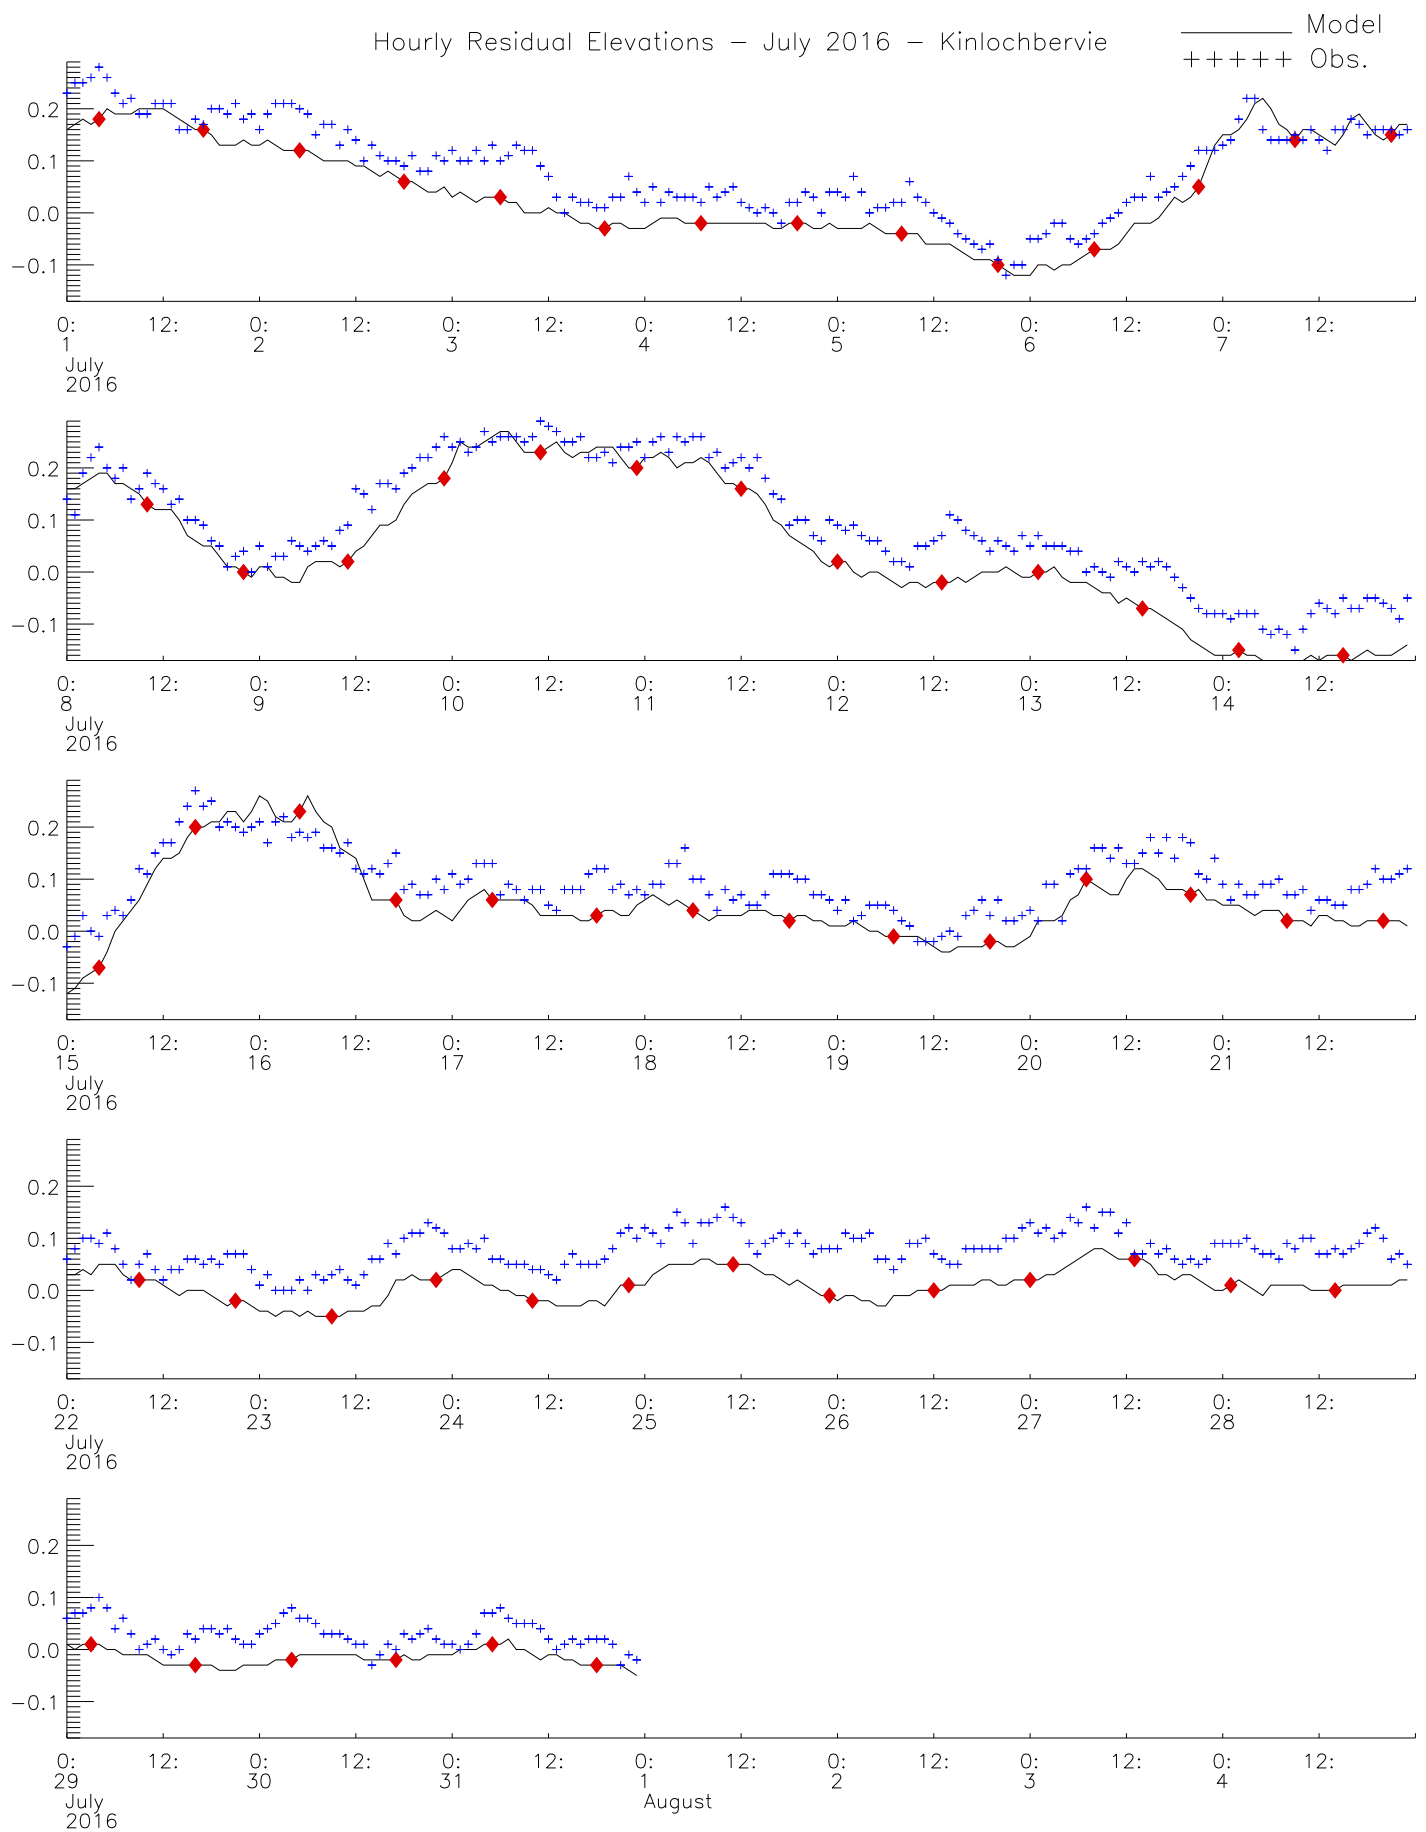 Hourly Residual Elevations − July 2016 − Kinlochbervie
Model
Obs.
0.2
0.1
0.0
−0.1
0: 12: 0: 12: 0: 12: 0: 12: 0: 12: 0: 12: 0: 12:
1 2 3 4 5 6 7
July
2016
0.2
0.1
0.0
−0.1
0: 12: 0: 12: 0: 12: 0: 12: 0: 12: 0: 12: 0: 12:
8 9 10 11 12 13 14
July
2016
0.2
0.1
0.0
−0.1
0: 12: 0: 12: 0: 12: 0: 12: 0: 12: 0: 12: 0: 12:
15 16 17 18 19 20 21
July
2016
0.2
0.1
0.0
−0.1
0: 12: 0: 12: 0: 12: 0: 12: 0: 12: 0: 12: 0: 12:
22 23 24 25 26 27 28
July
2016
0.2
0.1
0.0
−0.1
0: 12: 0: 12: 0: 12: 0: 12: 0: 12: 0: 12: 0: 12:
29 30 31 1 2 3 4
July August
2016